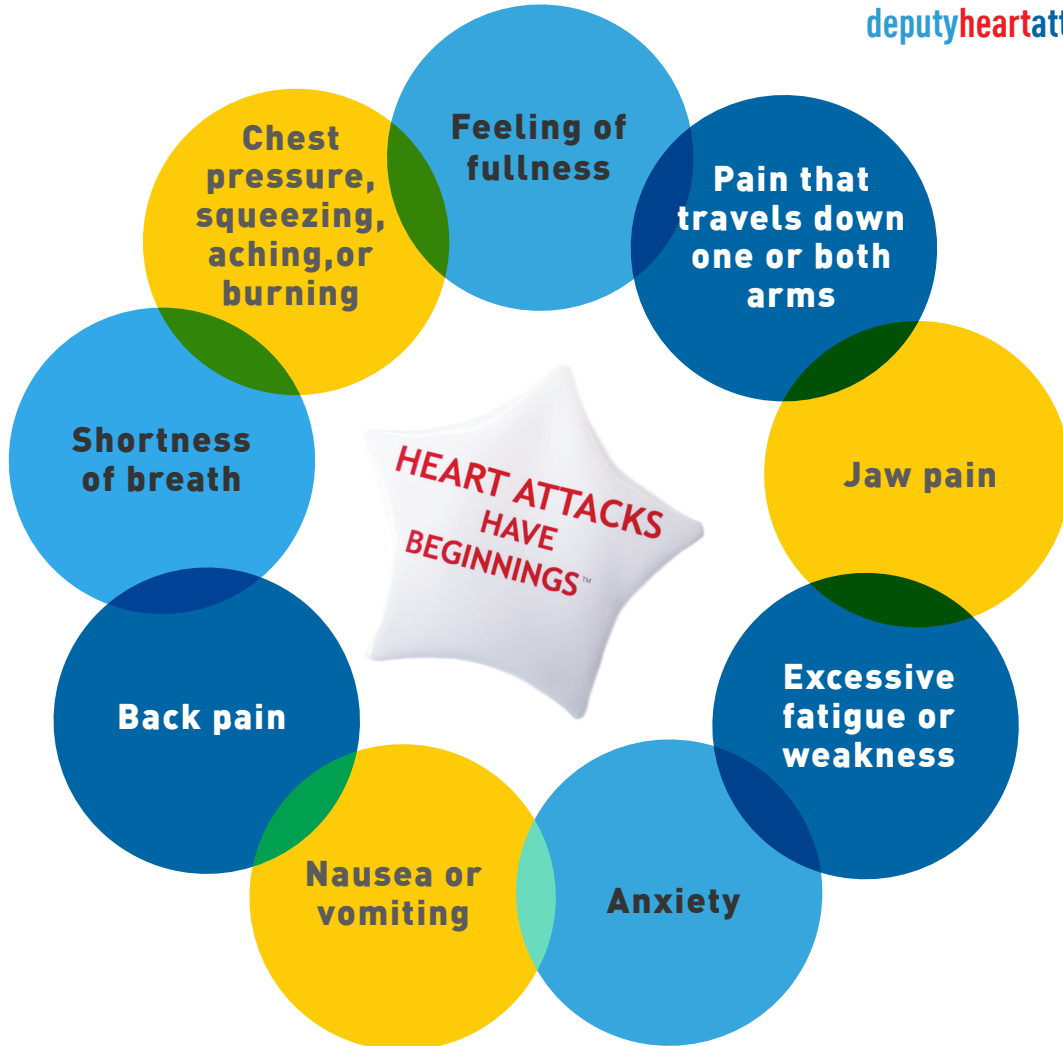 deputyheartatt
Feeling of
fullness
Chest
pressure,
squeezing,
aching,or
burning
Pain that
travels down
one or both
arms
Shortness
of breath
HEART ATTACKS
HAVE
BEGINNINGS™
Jaw pain
Back pain
Excessive
fatigue or
weakness
Nausea or
vomiting
Anxiety